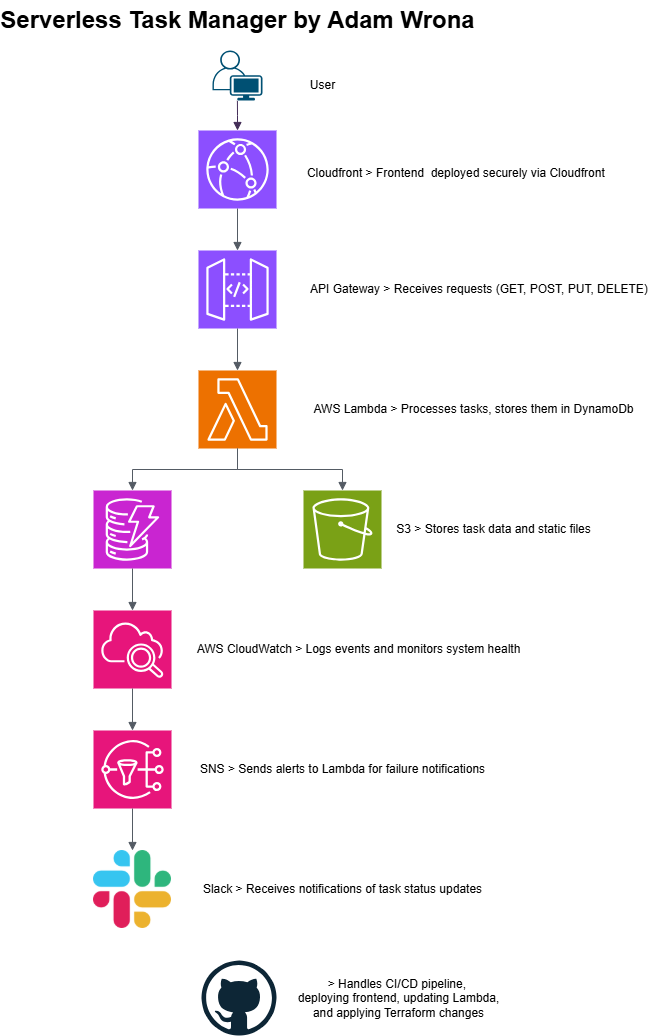 Serverless Task Manager by Adam Wrona
User
Cloudfront > Frontend  deployed securely via Cloudfront
API Gateway > Receives requests (GET, POST, PUT, DELETE)
AWS Lambda > Processes tasks, stores them in DynamoDb
S3 > Stores task data and static files
AWS CloudWatch > Logs events and monitors system health
SNS > Sends alerts to Lambda for failure notifications
Slack > Receives notifications of task status updates
> Handles CI/CD pipeline,
deploying frontend, updating Lambda,
and applying Terraform changes